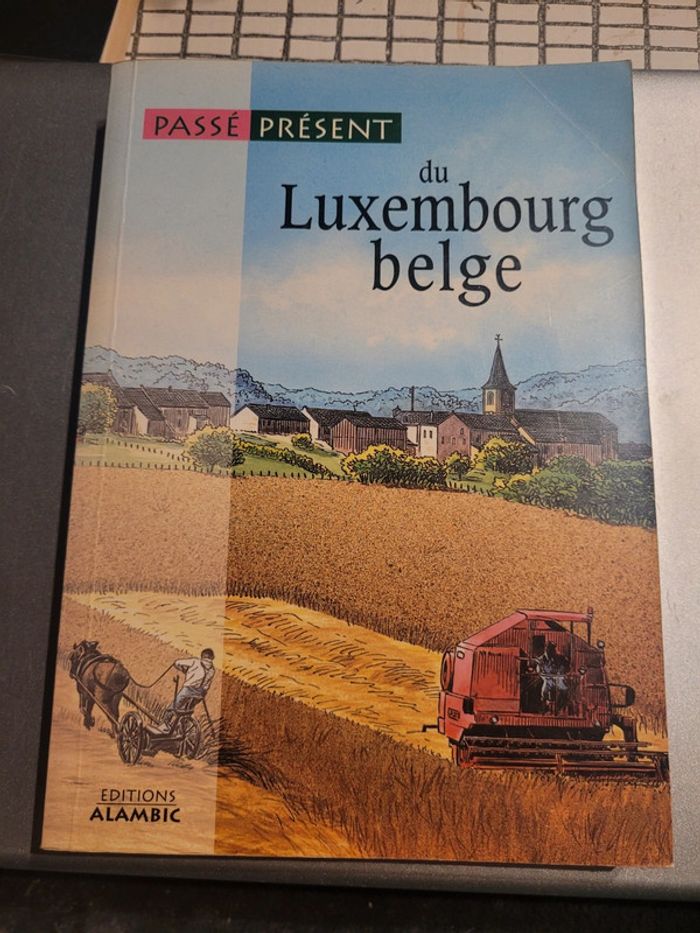 PASSÉ PRÉSENT
du
Luxembourg
belge
EDITIONS
ALAMBIC